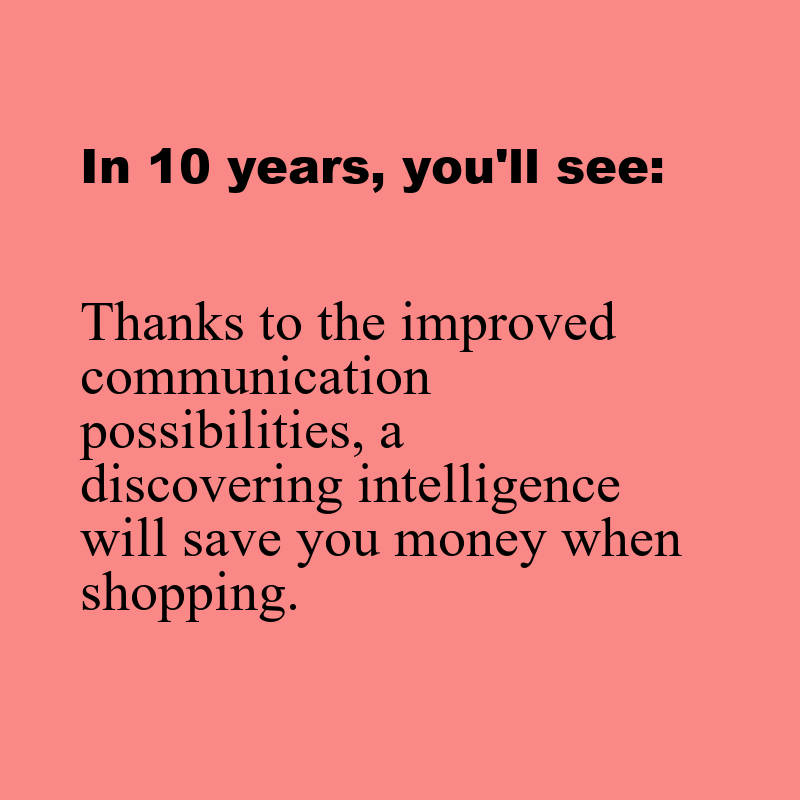 In 10 years, you'll see:
Thanks to the improved
communication
possibilities, a
discovering intelligence
will save you money when
shopping.